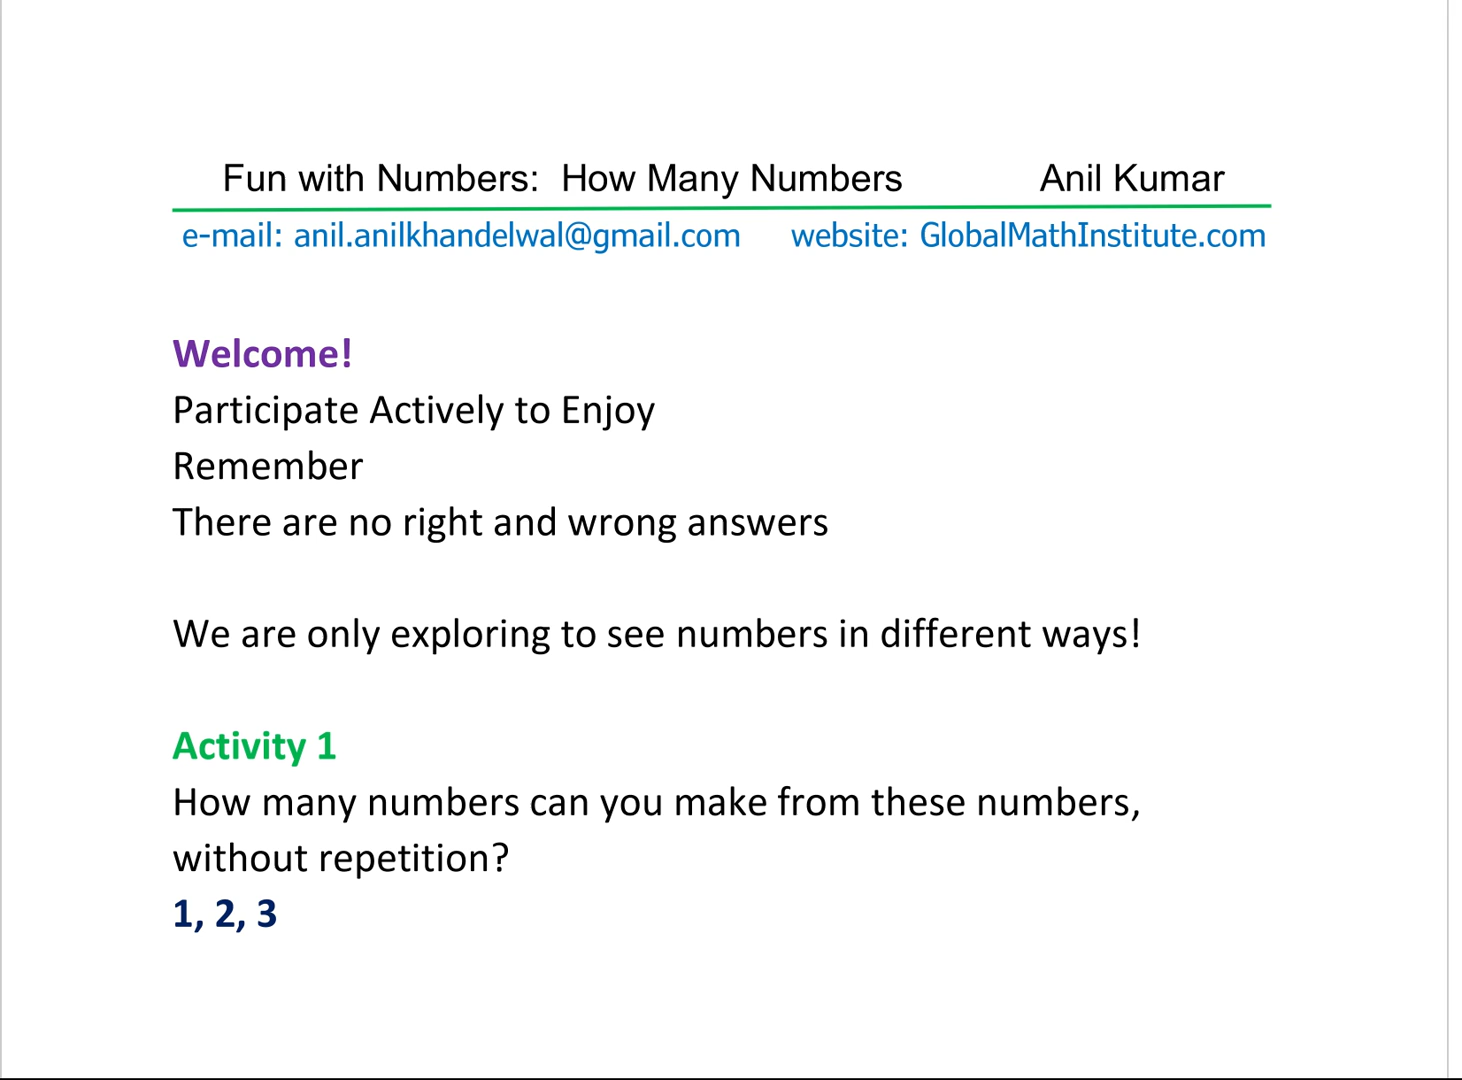 Fun with Numbers: How Many Numbers Anil Kumar
e-mail: anil.anilkhandelwal@gmail.com website: GlobalMathInstitute.com
Welcome!
Participate Actively to Enjoy
Remember
There are no right and wrong answers
We are only exploring to see numbers in different ways!
Activity 1
How many numbers can you make from these numbers,
without repetition?
1, 2, 3